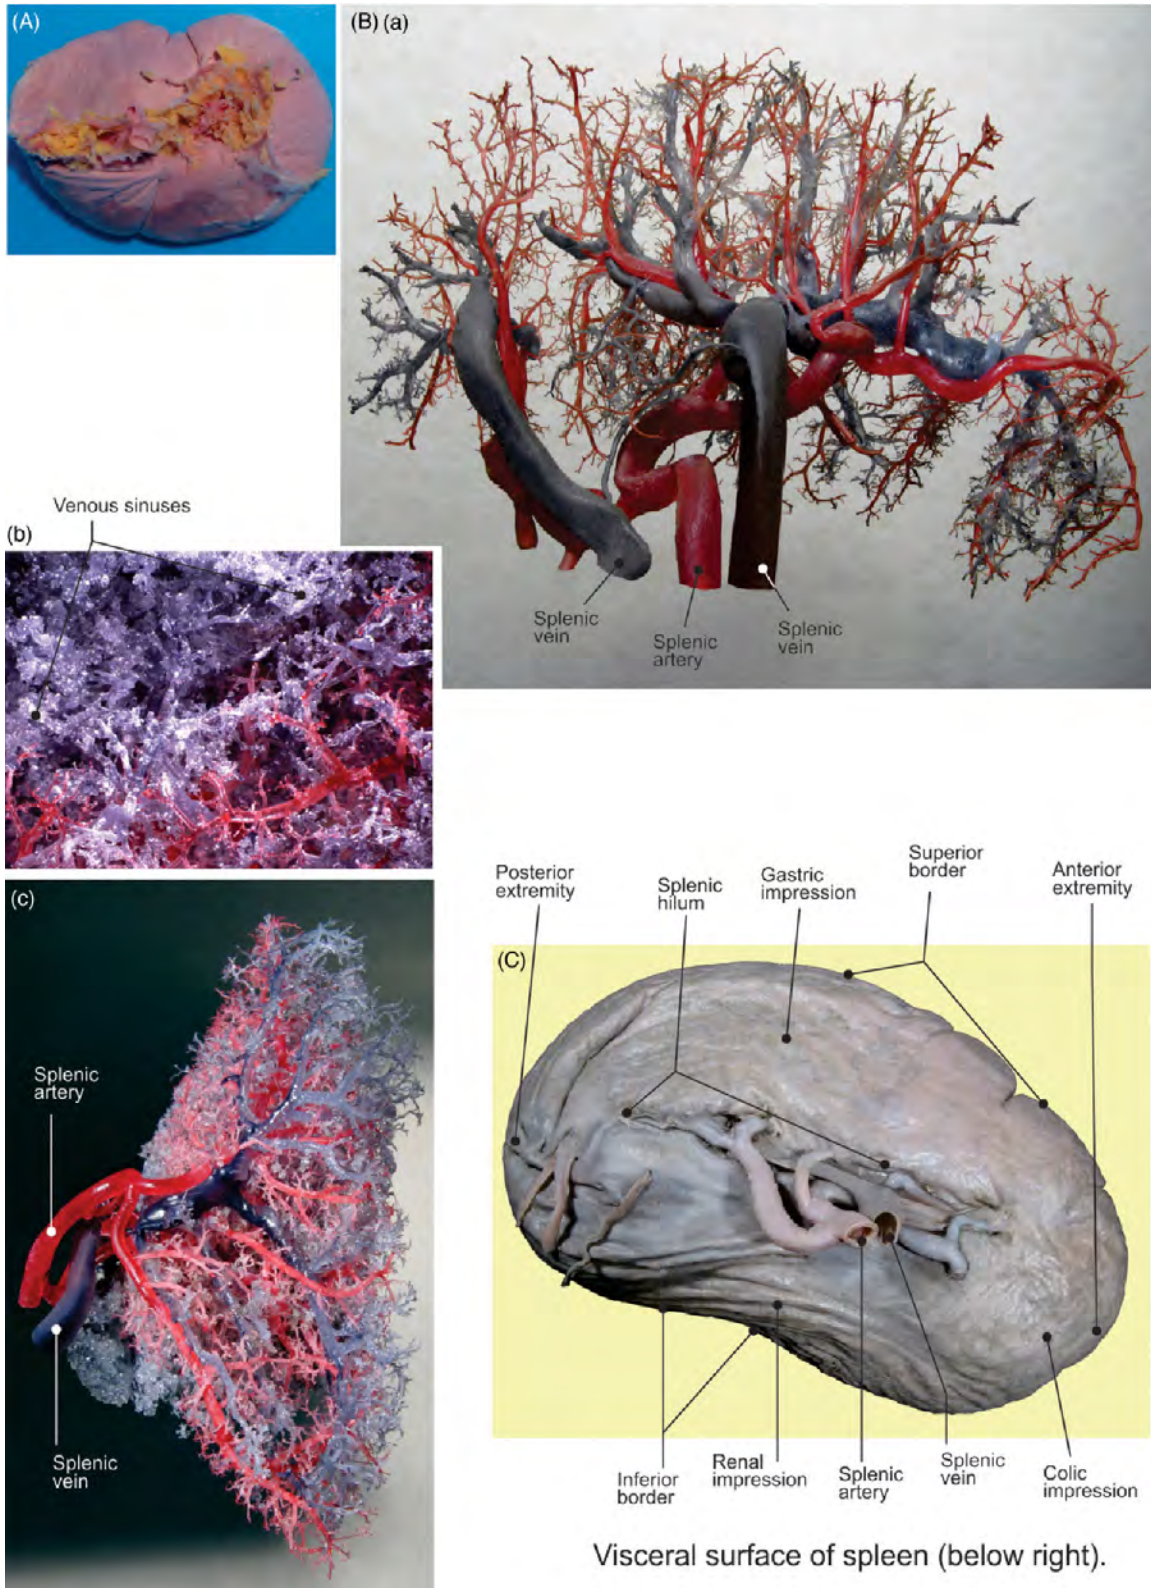 (A)
(B) (a)
Splenic
vein
Splenic
artery
Splenic
vein
Venous sinuses
(b)
(c)
Splenic
artery
Splenic
vein
Posterior
extremity
Splenic
hilum
Gastric
impression
Superior
border
Anterior
extremity
(C)
Inferior
border
Renal
impression
Splenic
artery
Splenic
vein
Colic
impression
Visceral surface of spleen (below right).